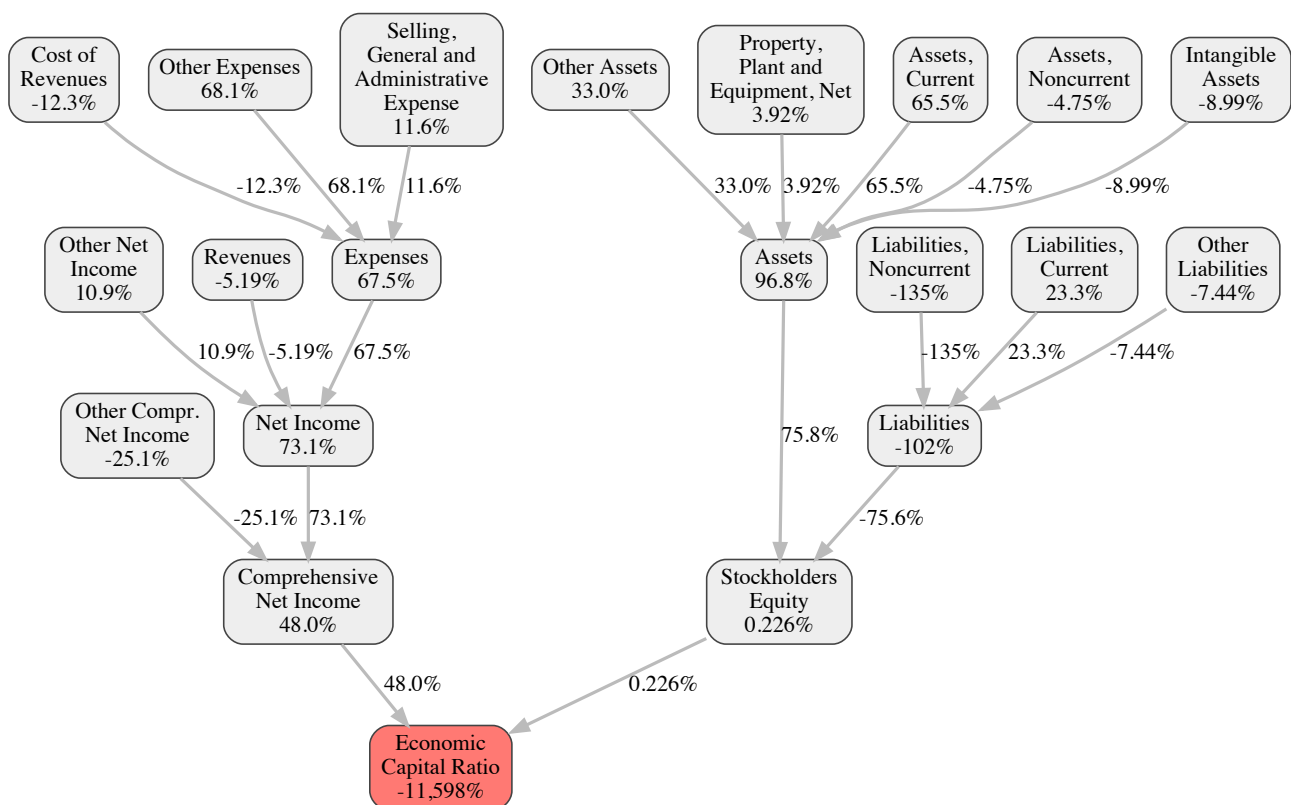 Cost of
Revenues
-12.3%
Other Expenses
68.1%
Selling,
General and
Administrative
Expense
11.6%
Other Assets
33.0%
Property,
Plant and
Equipment, Net
3.92%
Assets,
Current
65.5%
Assets,
Noncurrent
-4.75%
Intangible
Assets
-8.99%
-12.3%
68.1%
11.6%
33.0%
3.92%
65.5%
-4.75%
-8.99%
Other Net
Income
10.9%
Revenues
-5.19%
Expenses
67.5%
Assets
96.8%
Liabilities,
Noncurrent
-135%
Liabilities,
Current
23.3%
Other
Liabilities
-7.44%
10.9%
-5.19%
67.5%
-135%
23.3%
-7.44%
Other Compr.
Net Income
-25.1%
Net Income
73.1%
75.8%
Liabilities
-102%
-25.1%
73.1%
-75.6%
Comprehensive
Net Income
48.0%
Stockholders
Equity
0.226%
48.0%
0.226%
Economic
Capital Ratio
-11,598%